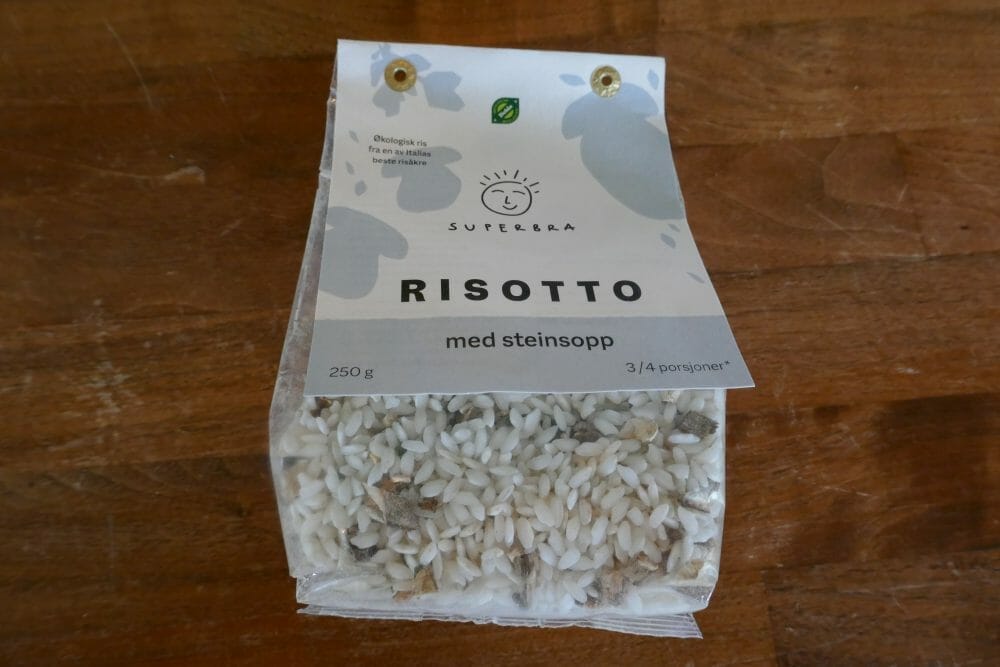 Økologisk ris
fra en av Italias
beste risåkre
SUPERBRA
RISOTTO
med steinsopp
250 g
3/4 porsjoner*